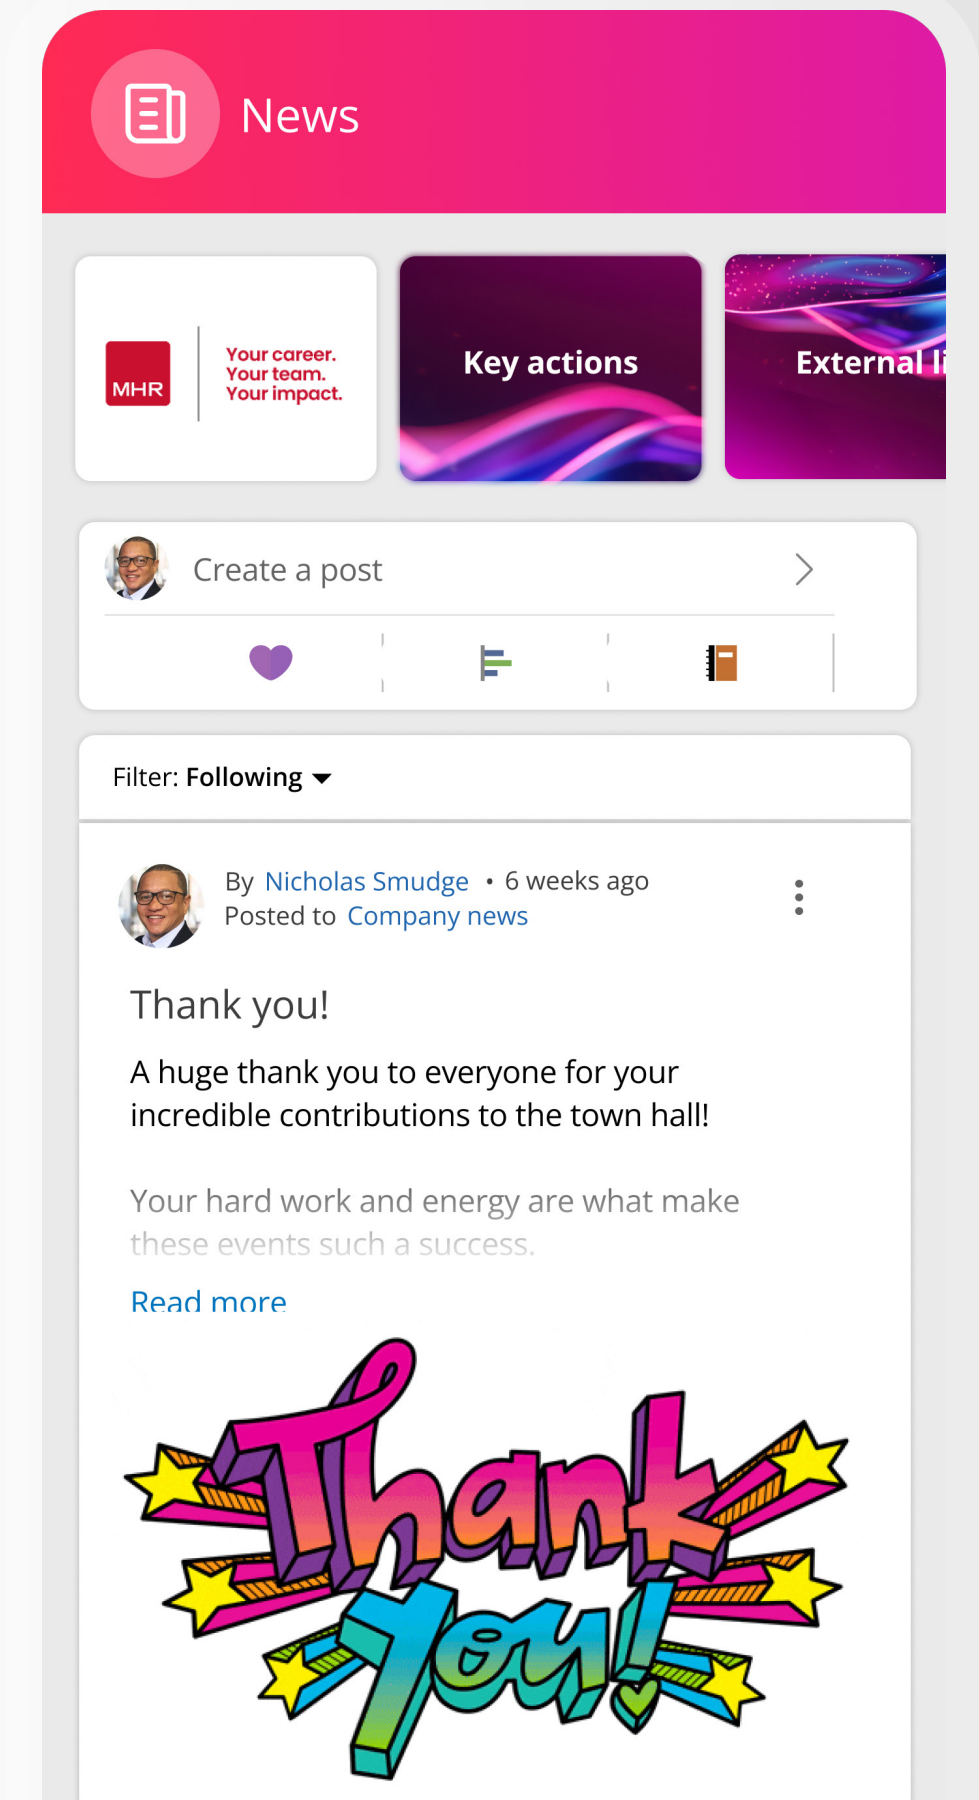 News
MHR
Your career.
Your team.
Your impact.
Key actions
External li
Create a post
Filter: Following
By Nicholas Smudge • 6 weeks ago
Posted to Company news
Thank you!
A huge thank you to everyone for your
incredible contributions to the town hall!
Your hard work and energy are what make
these events such a success.
Read more
Thank
you!